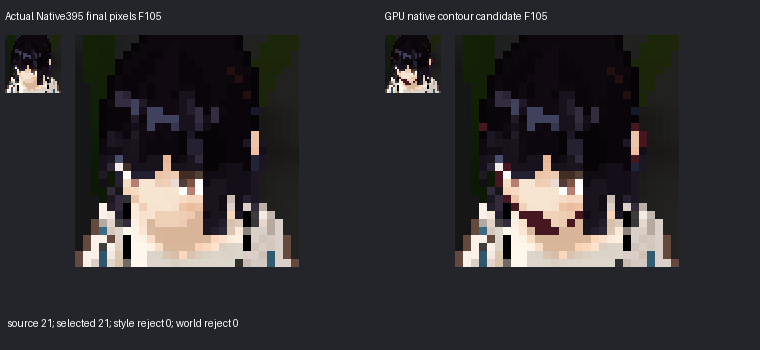 Actual Native395 final pixels F105
GPU native contour candidate F105
source 21; selected 21; style reject 0; world reject 0